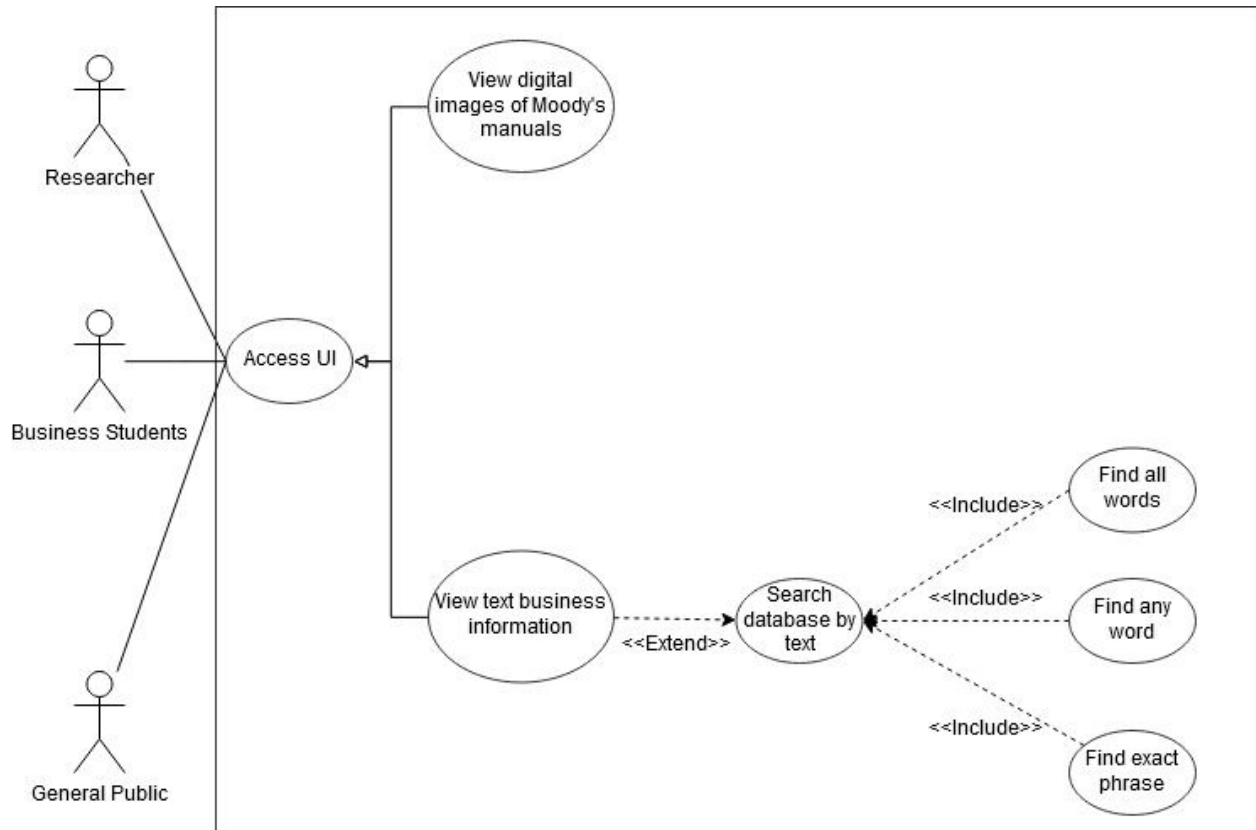 View digital
images of Moody's
manuals
Researcher
Access UI
Business Students
Find all
words
<<Include>>
View text business
information
<<Extend>>
Search
database by
text
<<Include>>
Find any
word
<<Include>>
Find exact
phrase
General Public